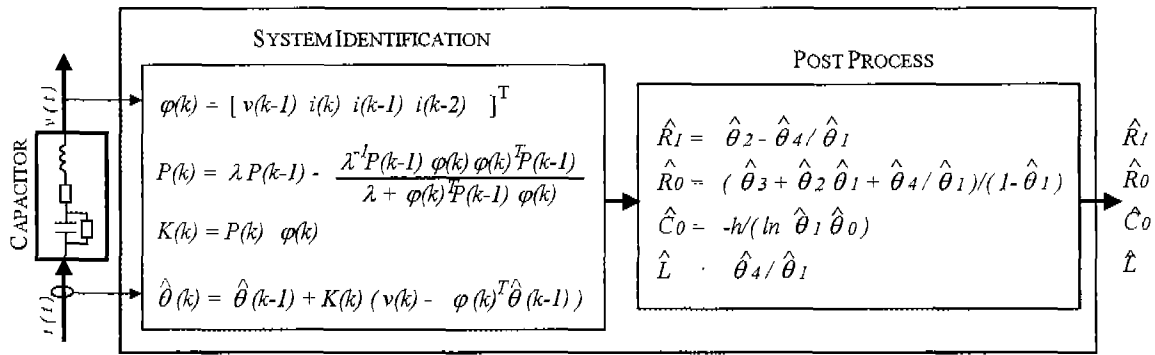 SYSTEM IDENTIFICATION
φ(k) = [ v(k-1) i(k) i(k-1) i(k-2) ]^T
P(k) = λ P(k-1) - λ^-1 P(k-1) φ(k) φ(k)^T P(k-1) / λ + φ(k)^T P(k-1) φ(k)
K(k) = P(k) φ(k)
θ̂(k) = θ̂(k-1) + K(k) ( v(k) - φ(k)^T θ̂(k-1) )
POST PROCESS
R̂1 = θ̂2 - θ̂4 / θ̂1
R̂0 = ( θ̂3 + θ̂2 θ̂1 + θ̂4 / θ̂1 )/(1- θ̂1 )
Ĉ0 = -h/( ln θ̂1 θ̂0 )
L̂ · θ̂4 / θ̂1
R̂1
R̂0
Ĉ0
L̂
v(t)
CAPACITOR
i(t)